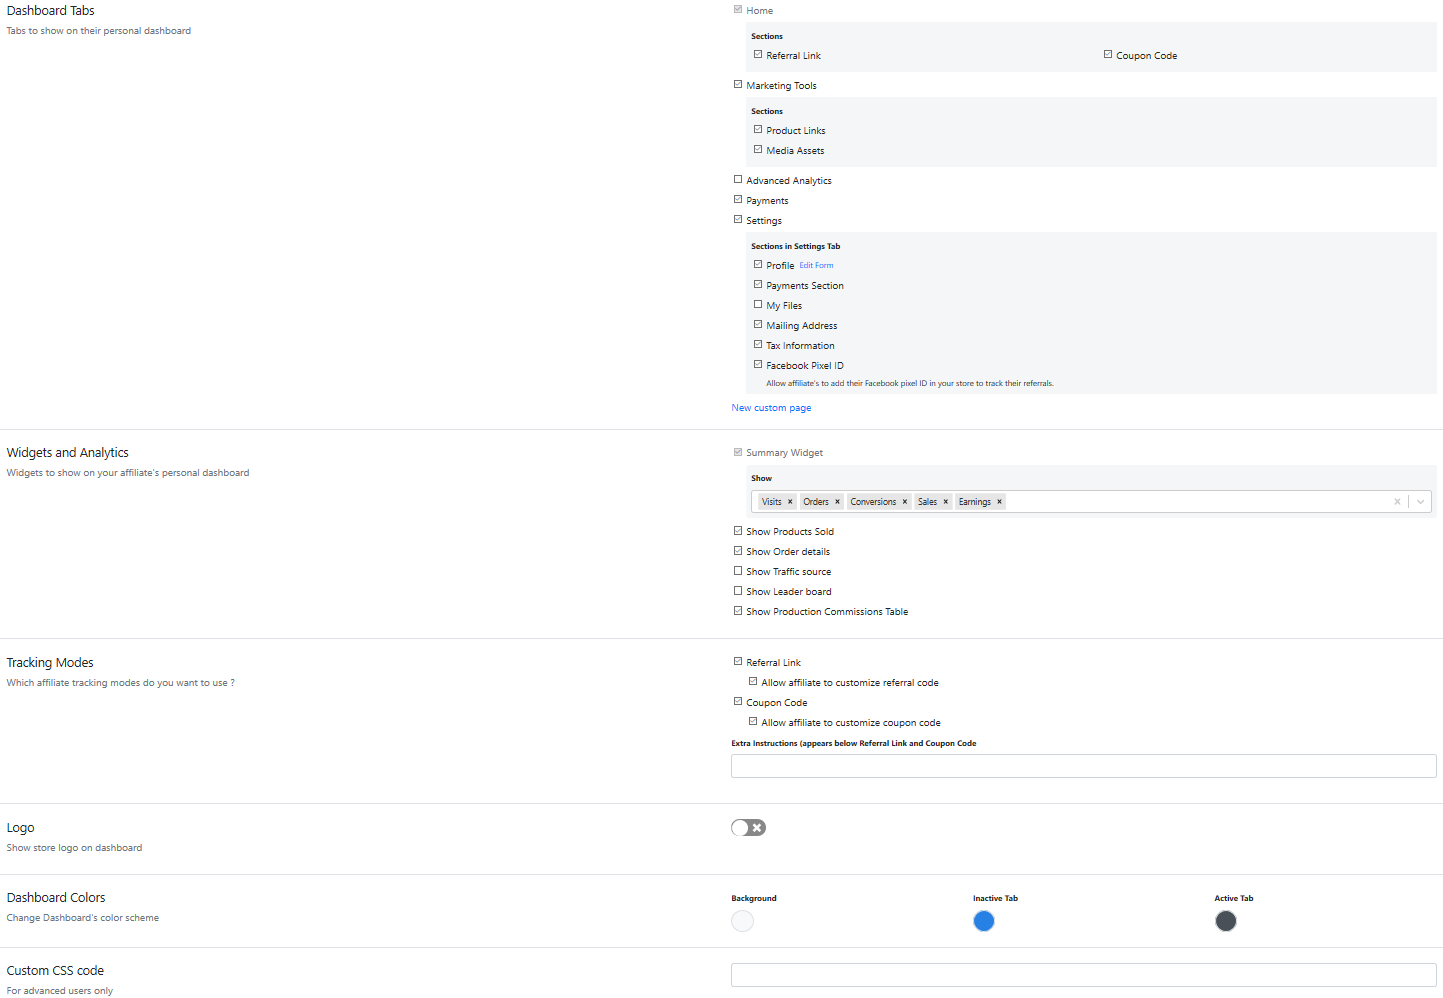 Dashboard Tabs
Tabs to show on their personal dashboard
Home
Sections
Referral Link
Coupon Code
Marketing Tools
Sections
Product Links
Media Assets
Advanced Analytics
Payments
Settings
Sections in Settings Tab
Profile Edit Form
Payments Section
My Files
Mailing Address
Tax Information
Facebook Pixel ID
Allow affiliate's to add their Facebook pixel ID in your store to track their referrals.
New custom page
Widgets and Analytics
Widgets to show on your affiliate's personal dashboard
Summary Widget
Show
Visits × Orders × Conversions × Sales × Earnings ×
Show Products Sold
Show Order details
Show Traffic source
Show Leader board
Show Production Commissions Table
Tracking Modes
Which affiliate tracking modes do you want to use ?
Referral Link
Allow affiliate to customize referral code
Coupon Code
Allow affiliate to customize coupon code
Extra Instructions (appears below Referral Link and Coupon Code
Logo
Show store logo on dashboard
Dashboard Colors
Change Dashboard's color scheme
Background
Inactive Tab
Active Tab
Custom CSS code
For advanced users only